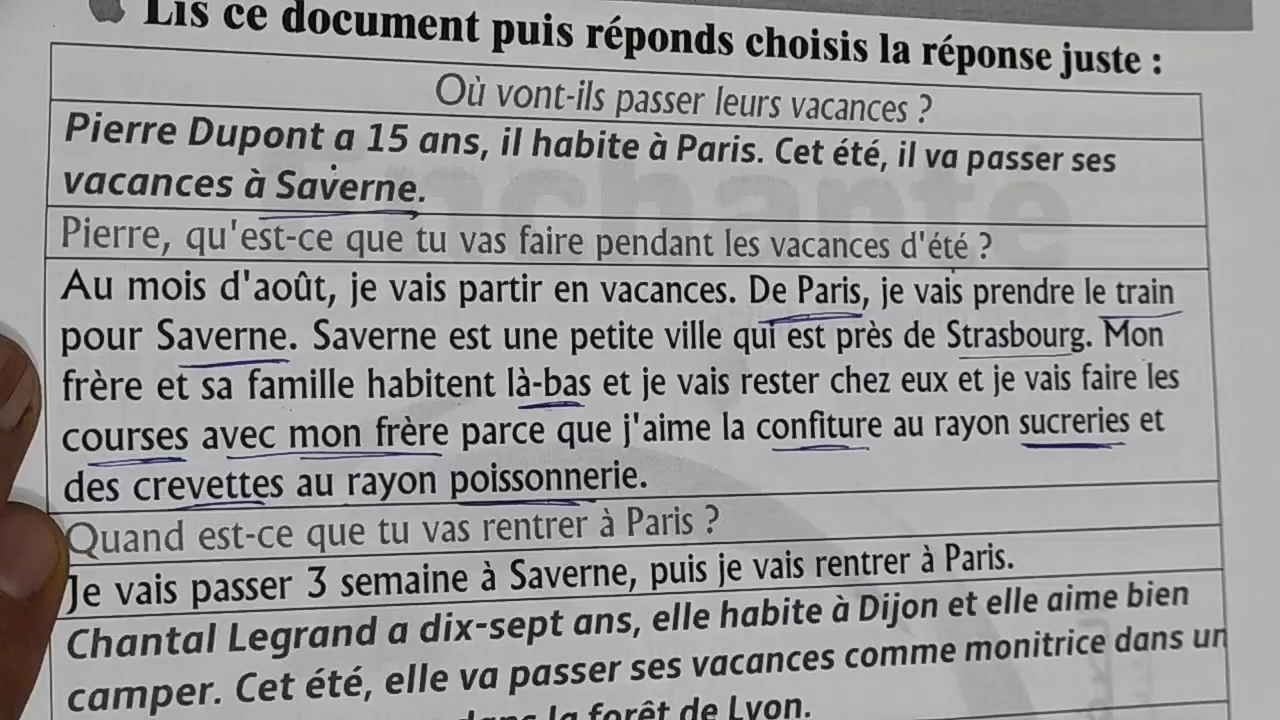 Lis ce document puis réponds choisis la réponse juste :
Où vont-ils passer leurs vacances ?
Pierre Dupont a 15 ans, il habite à Paris. Cet été, il va passer ses
vacances à Saverne.
Pierre, qu'est-ce que tu vas faire pendant les vacances d'été ?
Au mois d'août, je vais partir en vacances. De Paris, je vais prendre le train
pour Saverne. Saverne est une petite ville qui est près de Strasbourg. Mon
frère et sa famille habitent là-bas et je vais rester chez eux et je vais faire les
courses avec mon frère parce que j'aime la confiture au rayon sucreries et
des crevettes au rayon poissonnerie.
Quand est-ce que tu vas rentrer à Paris ?
Je vais passer 3 semaine à Saverne, puis je vais rentrer à Paris.
Chantal Legrand a dix-sept ans, elle habite à Dijon et elle aime bien
camper. Cet été, elle va passer ses vacances comme monitrice dans un
dans la forêt de Lyon.